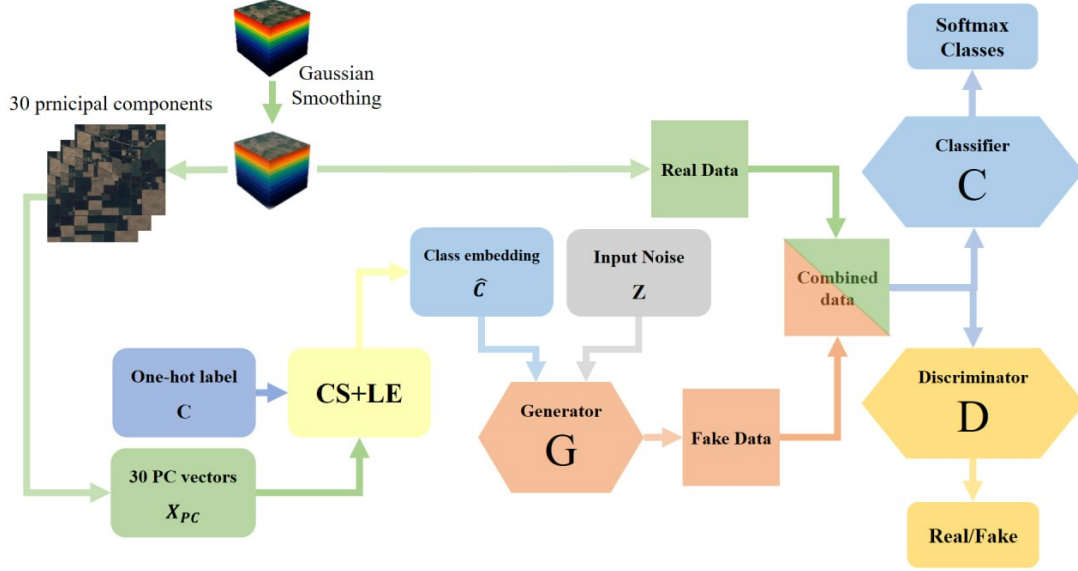 Softmax
Classes
Gaussian
Smoothing
30 prnicipal components
Classifier
C
Real Data
Class embedding
Ĉ
Input Noise
Z
Combined
data
One-hot label
C
CS+LE
Generator
G
Fake Data
Discriminator
D
30 PC vectors
X_PC
Real/Fake